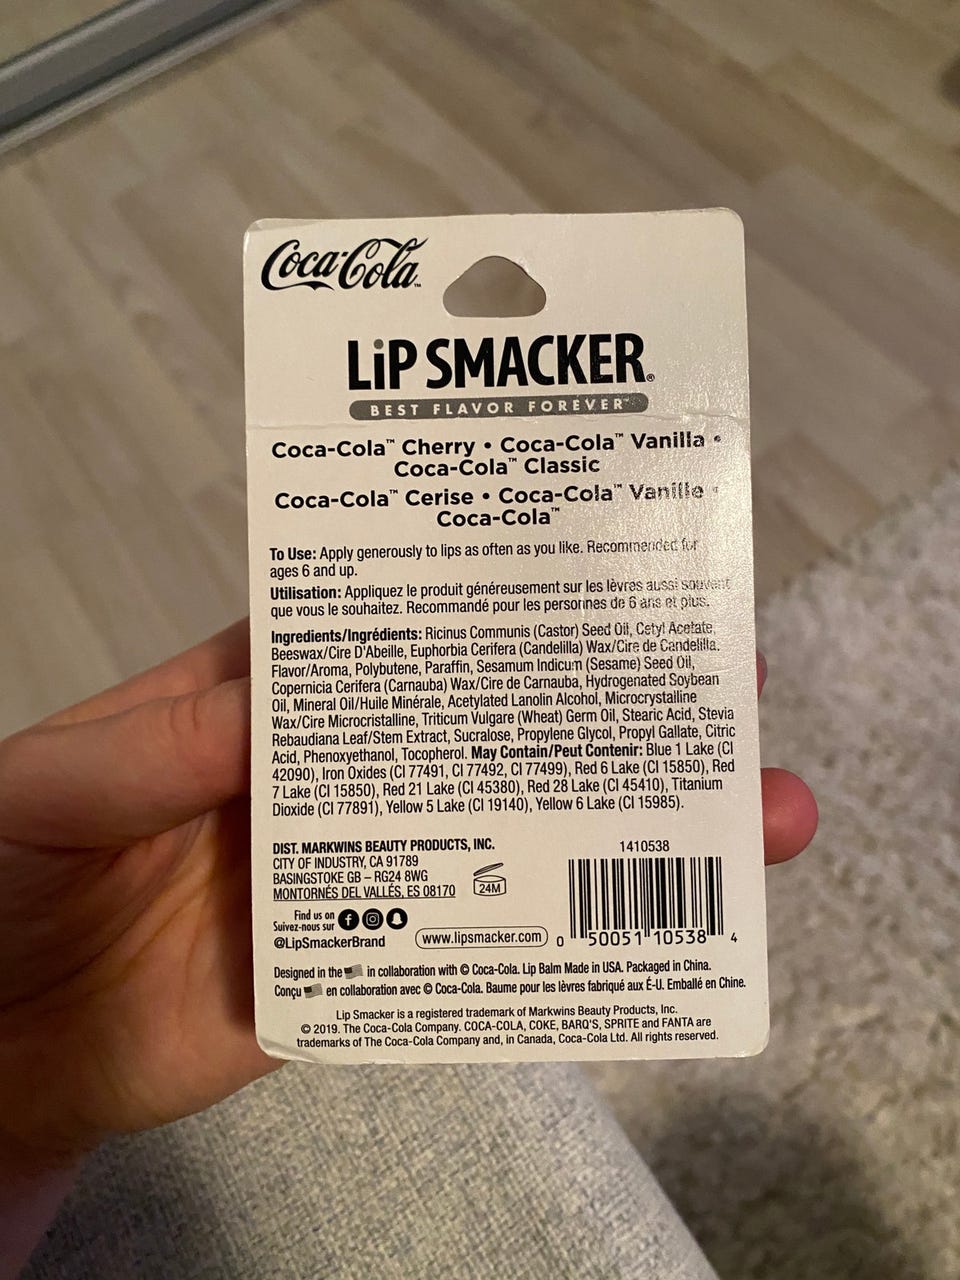 Coca-Cola™
LiP SMACKER®
BEST FLAVOR FOREVER™
Coca-Cola™ Cherry • Coca-Cola™ Vanilla •
Coca-Cola™ Classic
Coca-Cola™ Cerise • Coca-Cola™ Vanille •
Coca-Cola™
To Use: Apply generously to lips as often as you like. Recommended for
ages 6 and up.
Utilisation: Appliquez le produit généreusement sur les lèvres aussi souvent
que vous le souhaitez. Recommandé pour les personnes de 6 ans et plus.
Ingredients/Ingrédients: Ricinus Communis (Castor) Seed Oil, Cetyl Acetate,
Beeswax/Cire D'Abeille, Euphorbia Cerifera (Candelilla) Wax/Cire de Candelilla.
Flavor/Aroma, Polybutene, Paraffin, Sesamum Indicum (Sesame) Seed Oil,
Copernicia Cerifera (Carnauba) Wax/Cire de Carnauba, Hydrogenated Soybean
Oil, Mineral Oil/Huile Minérale, Acetylated Lanolin Alcohol, Microcrystalline
Wax/Cire Microcristalline, Triticum Vulgare (Wheat) Germ Oil, Stearic Acid, Stevia
Rebaudiana Leaf/Stem Extract, Sucralose, Propylene Glycol, Propyl Gallate, Citric
Acid, Phenoxyethanol, Tocopherol. May Contain/Peut Contenir: Blue 1 Lake (CI
42090), Iron Oxides (CI 77491, CI 77492, CI 77499), Red 6 Lake (CI 15850), Red
7 Lake (CI 15850), Red 21 Lake (CI 45380), Red 28 Lake (CI 45410), Titanium
Dioxide (CI 77891), Yellow 5 Lake (CI 19140), Yellow 6 Lake (CI 15985).
DIST. MARKWINS BEAUTY PRODUCTS, INC.
CITY OF INDUSTRY, CA 91789
BASINGSTOKE GB – RG24 8WG
MONTORNÉS DEL VALLÉS, ES 08170
24M
1410538
0 50051 10538 4
Find us on
Suivez-nous sur
@LipSmackerBrand
www.lipsmacker.com
Designed in the in collaboration with © Coca-Cola. Lip Balm Made in USA. Packaged in China.
Conçu en collaboration avec © Coca-Cola. Baume pour les lèvres fabriqué aux É-U. Emballé en Chine.
Lip Smacker is a registered trademark of Markwins Beauty Products, Inc.
© 2019. The Coca-Cola Company. COCA-COLA, COKE, BARQ'S, SPRITE and FANTA are
trademarks of The Coca-Cola Company and, in Canada, Coca-Cola Ltd. All rights reserved.